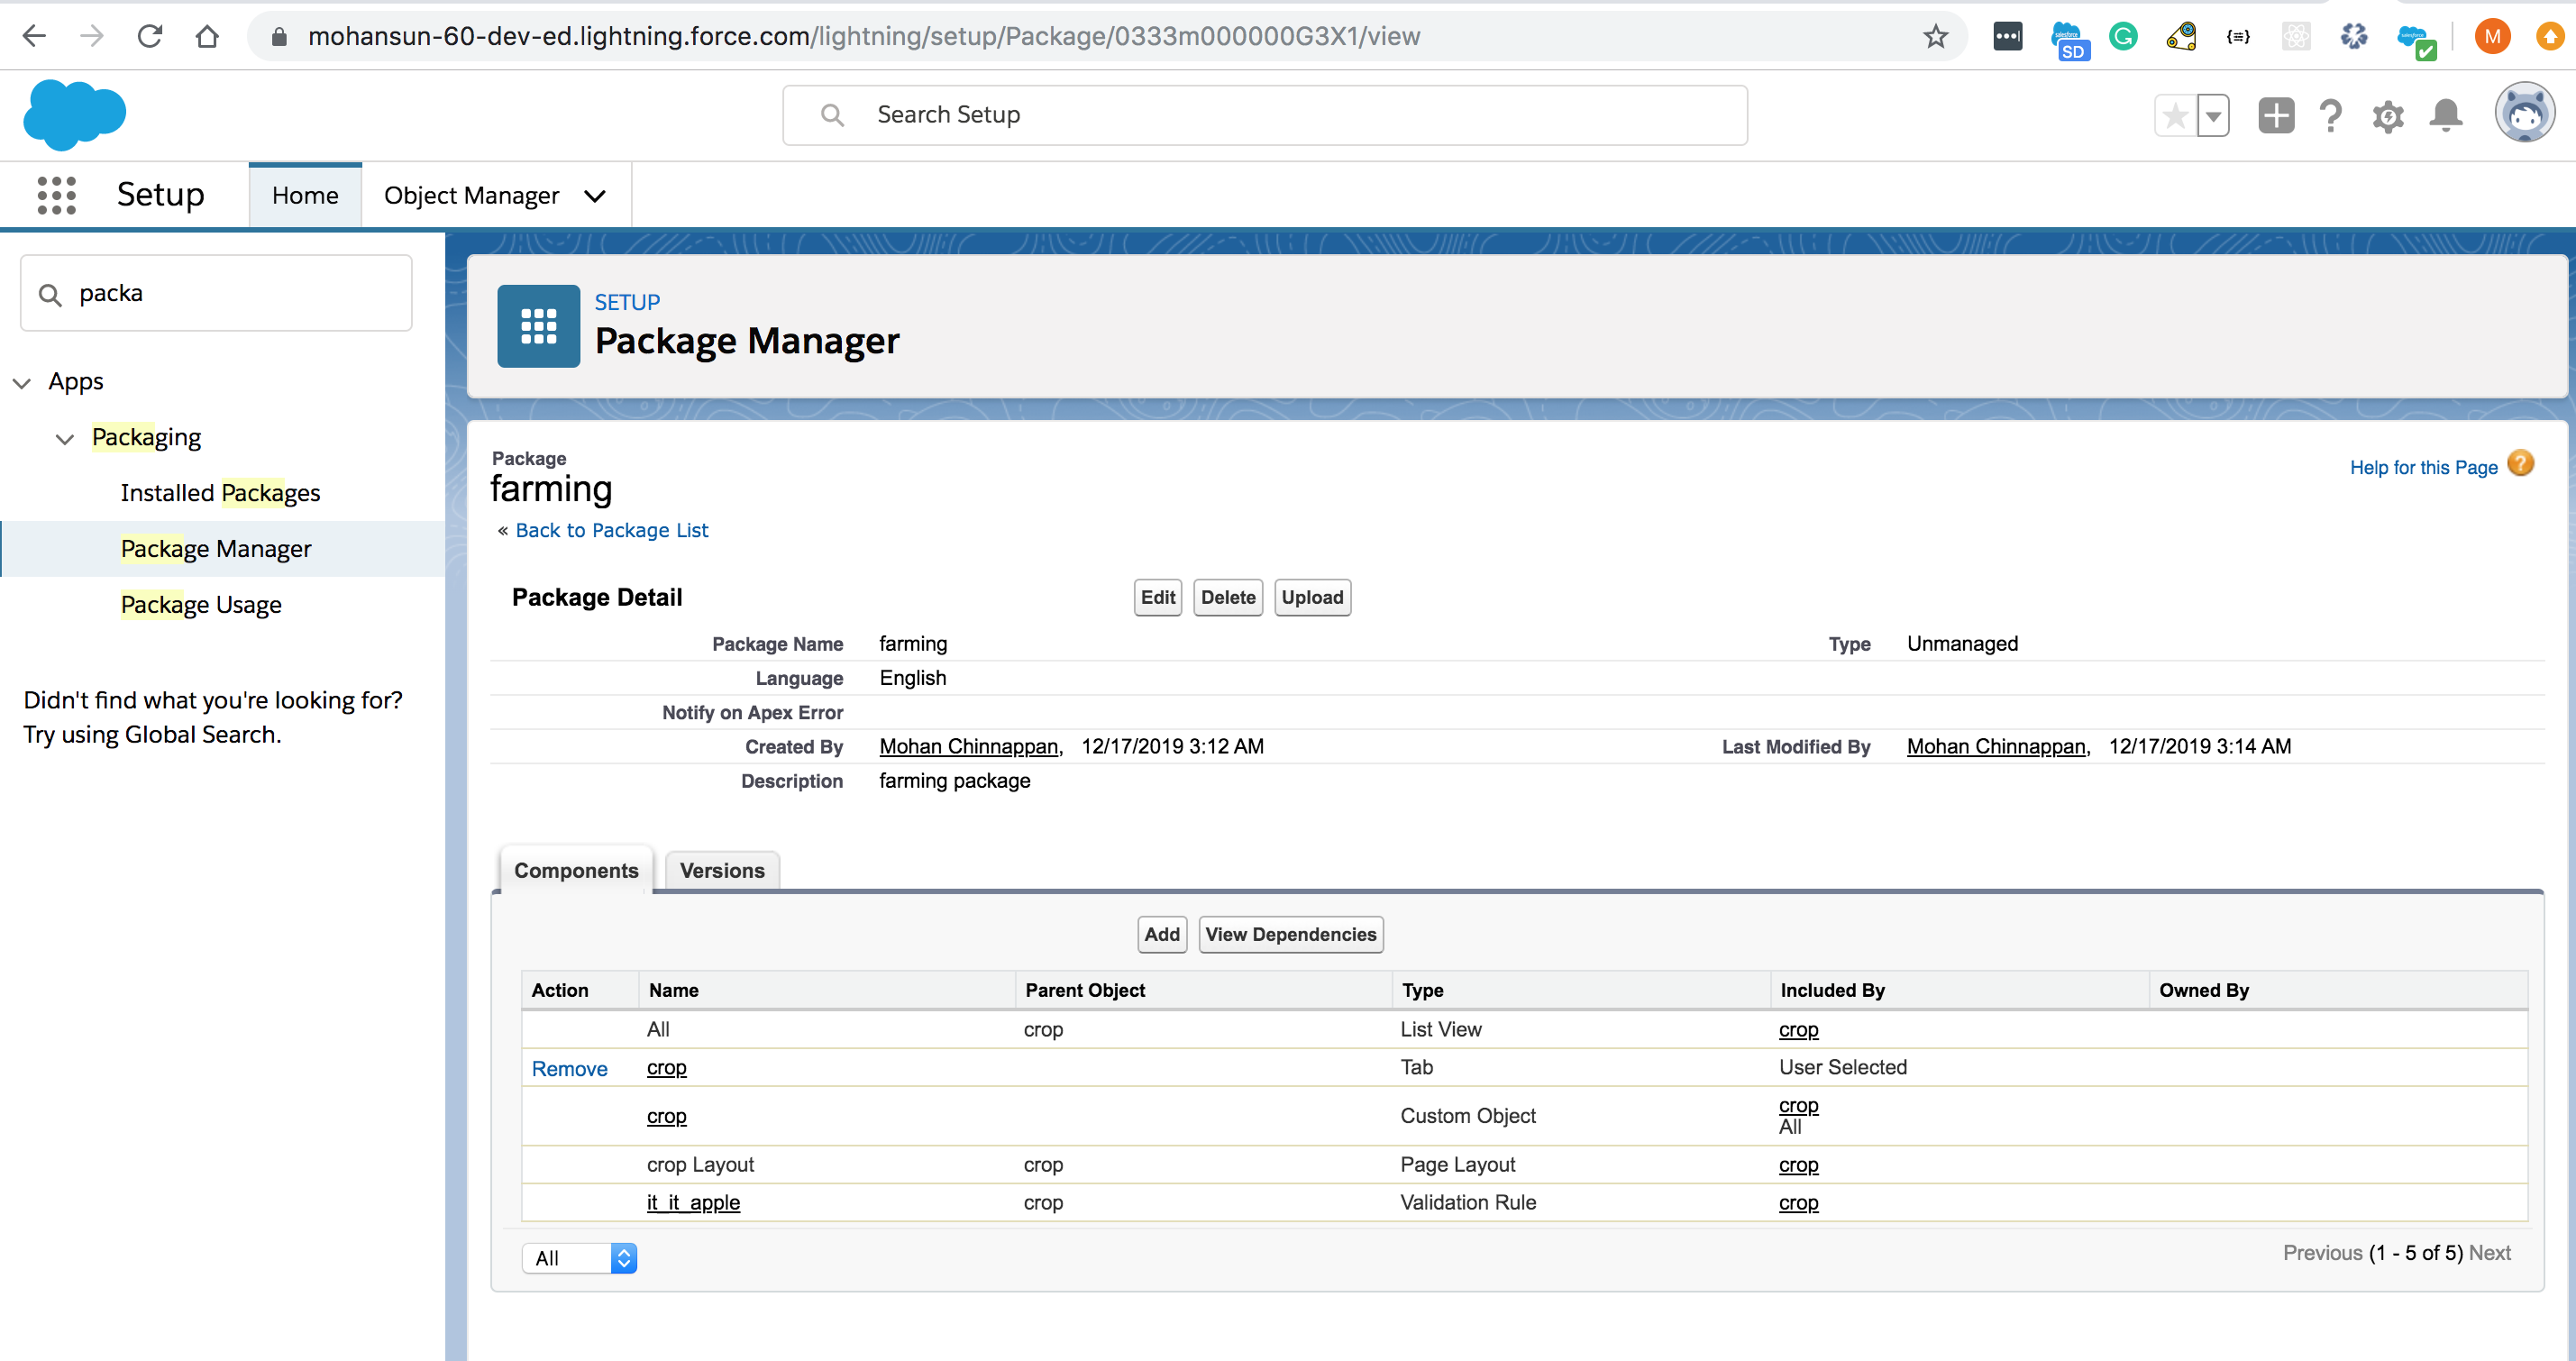 mohansun-60-dev-ed.lightning.force.com/lightning/setup/Package/0333m000000G3X1/view
SD
M
Search Setup
Setup Home Object Manager
packa
Apps
Packaging
Installed Packages
Package Manager
Package Usage
Didn't find what you're looking for?
Try using Global Search.
SETUP
Package Manager
Package
farming
Help for this Page ?
« Back to Package List
Package Detail Edit Delete Upload
Package Name farming Type Unmanaged
Language English
Notify on Apex Error
Created By Mohan Chinnappan, 12/17/2019 3:12 AM Last Modified By Mohan Chinnappan, 12/17/2019 3:14 AM
Description farming package
Components Versions
Add View Dependencies
Action Name Parent Object Type Included By Owned By
All crop List View crop
Remove crop Tab User Selected
crop Custom Object crop
All
crop Layout crop Page Layout crop
it_it_apple crop Validation Rule crop
All
Previous (1 - 5 of 5) Next